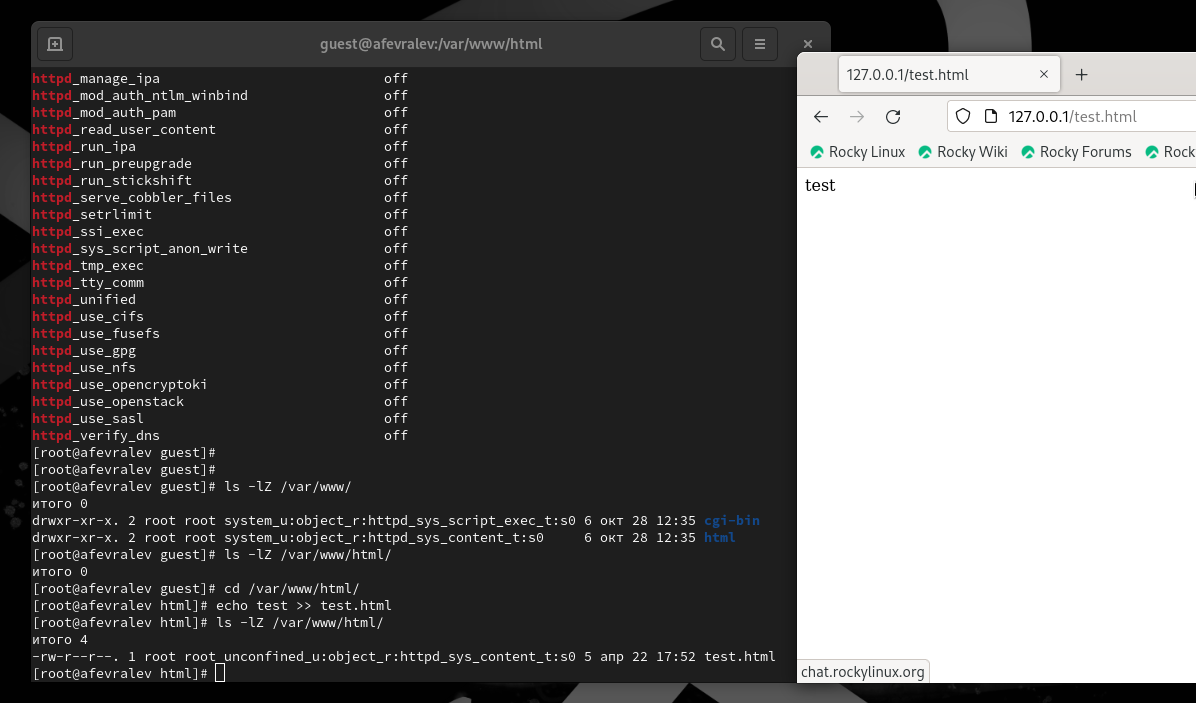 guest@afevralev:/var/www/html
httpd_manage_ipa off
httpd_mod_auth_ntlm_winbind off
httpd_mod_auth_pam off
httpd_read_user_content off
httpd_run_ipa off
httpd_run_preupgrade off
httpd_run_stickshift off
httpd_serve_cobbler_files off
httpd_setrlimit off
httpd_ssi_exec off
httpd_sys_script_anon_write off
httpd_tmp_exec off
httpd_tty_comm off
httpd_unified off
httpd_use_cifs off
httpd_use_fusefs off
httpd_use_gpg off
httpd_use_nfs off
httpd_use_opencryptoki off
httpd_use_openstack off
httpd_use_sasl off
httpd_verify_dns off
[root@afevralev guest]#
[root@afevralev guest]#
[root@afevralev guest]# ls -lZ /var/www/
итого 0
drwxr-xr-x. 2 root root system_u:object_r:httpd_sys_script_exec_t:s0 6 окт 28 12:35 cgi-bin
drwxr-xr-x. 2 root root system_u:object_r:httpd_sys_content_t:s0 6 окт 28 12:35 html
[root@afevralev guest]# ls -lZ /var/www/html/
итого 0
[root@afevralev guest]# cd /var/www/html/
[root@afevralev html]# echo test >> test.html
[root@afevralev html]# ls -lZ /var/www/html/
итого 4
-rw-r--r--. 1 root root unconfined_u:object_r:httpd_sys_content_t:s0 5 апр 22 17:52 test.html
[root@afevralev html]#
127.0.0.1/test.html
127.0.0.1/test.html
Rocky Linux Rocky Wiki Rocky Forums Rock
test
chat.rockylinux.org